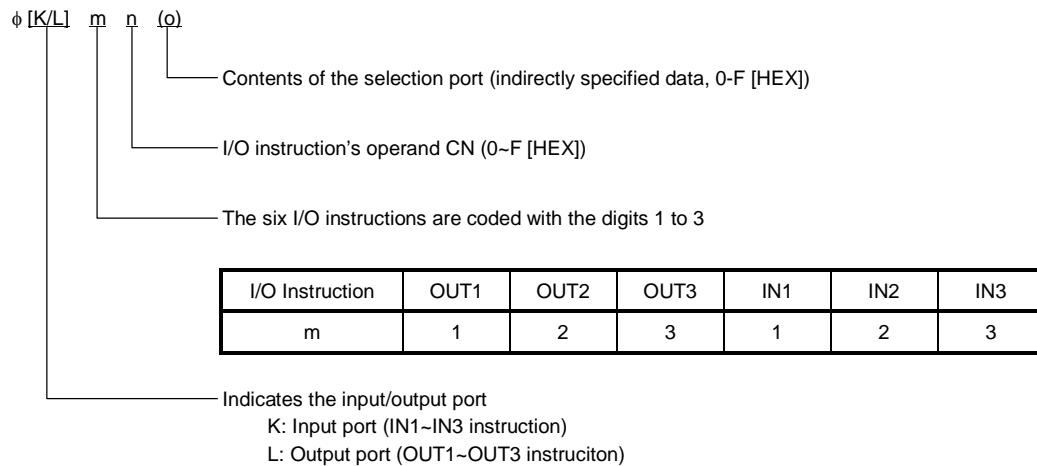 ϕ [K/L] m n (o)
Contents of the selection port (indirectly specified data, 0-F [HEX])
I/O instruction's operand CN (0~F [HEX])
The six I/O instructions are coded with the digits 1 to 3
I/O Instruction OUT1 OUT2 OUT3 IN1 IN2 IN3
m 1 2 3 1 2 3
Indicates the input/output port
K: Input port (IN1~IN3 instruction)
L: Output port (OUT1~OUT3 instruciton)